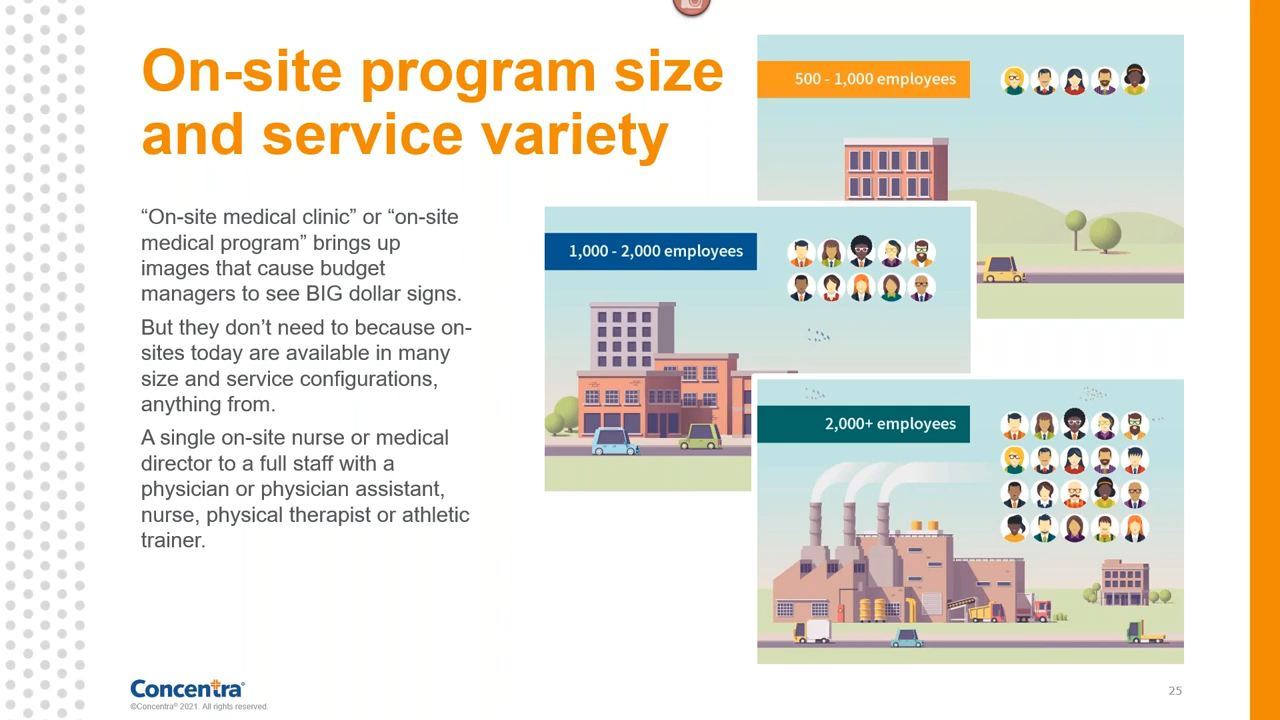 On-site program size
and service variety
“On-site medical clinic” or “on-site
medical program” brings up
images that cause budget
managers to see BIG dollar signs.
But they don’t need to because on-
sites today are available in many
size and service configurations,
anything from.
A single on-site nurse or medical
director to a full staff with a
physician or physician assistant,
nurse, physical therapist or athletic
trainer.
500 - 1,000 employees
1,000 - 2,000 employees
2,000+ employees
Concentra®
©Concentra® 2021. All rights reserved.
25